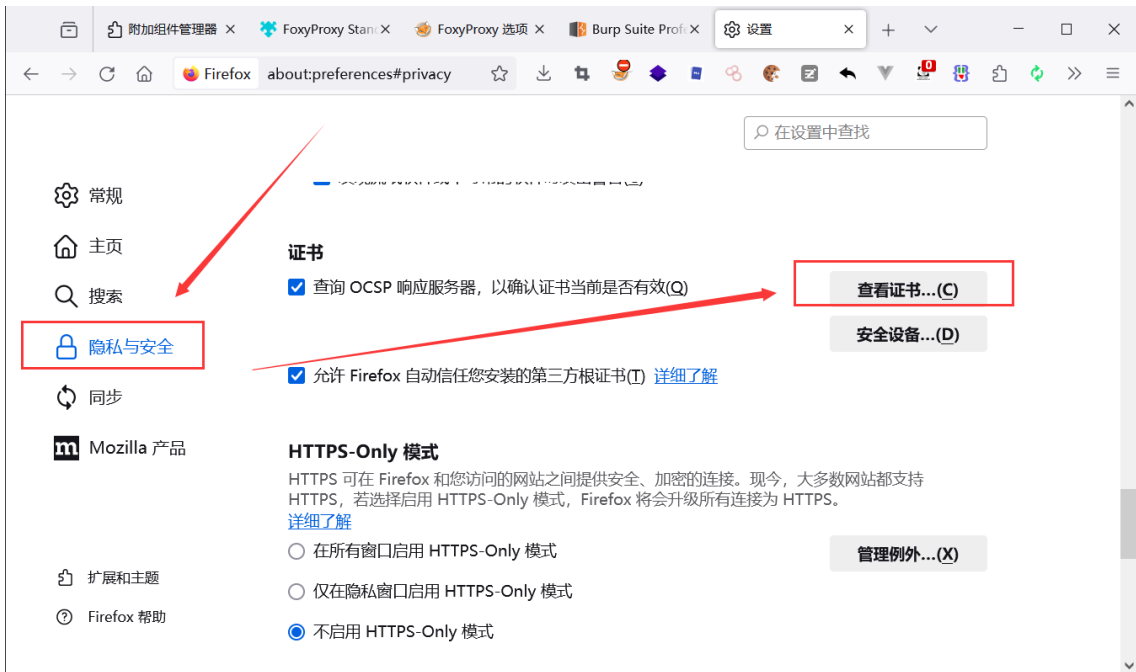 附加组件管理器
FoxyProxy Stand
FoxyProxy 选项
Burp Suite Profe
设置
Firefox
about:preferences#privacy
0
在设置中查找
常规
主页
搜索
隐私与安全
同步
Mozilla 产品
扩展和主题
Firefox 帮助
证书
查询 OCSP 响应服务器，以确认证书当前是否有效(Q)
查看证书...(C)
安全设备...(D)
允许 Firefox 自动信任您安装的第三方根证书(T) 详细了解
HTTPS-Only 模式
HTTPS 可在 Firefox 和您访问的网站之间提供安全、加密的连接。现今，大多数网站都支持
HTTPS，若选择启用 HTTPS-Only 模式，Firefox 将会升级所有连接为 HTTPS。
详细了解
在所有窗口启用 HTTPS-Only 模式
管理例外...(X)
仅在隐私窗口启用 HTTPS-Only 模式
不启用 HTTPS-Only 模式